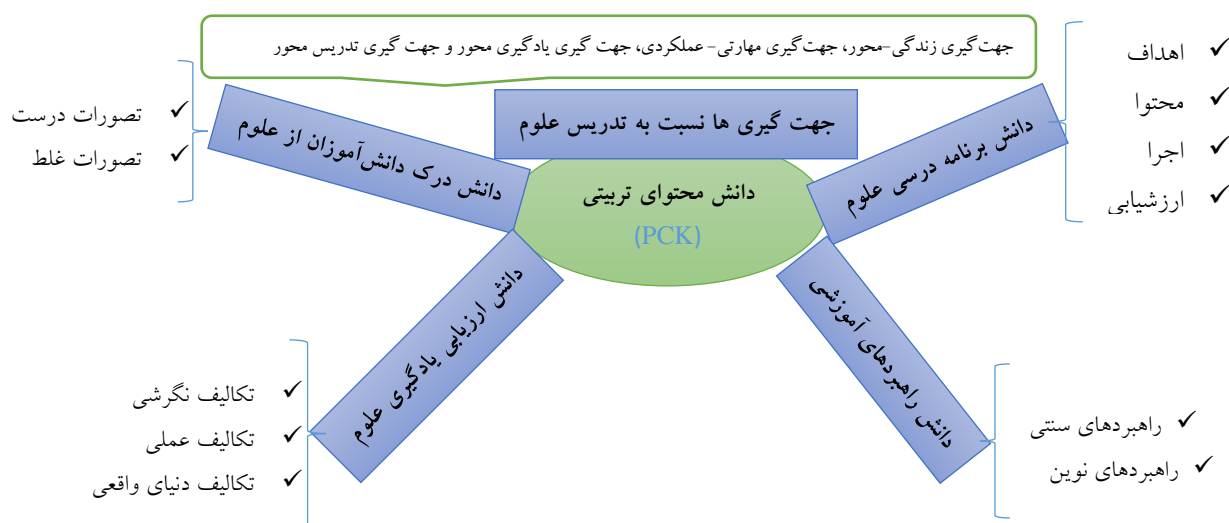 جهت‌گیری زندگی-محور، جهت‌گیری مهارتی- عملکردی، جهت گیری یادگیری محور و جهت گیری تدریس محور
جهت گیری ها نسبت به تدریس علوم
دانش محتوای تربیتی
(PCK)
دانش برنامه درسی علوم
✓ اهداف
✓ محتوا
✓ اجرا
✓ ارزشیابی
دانش درک دانش‌آموزان از علوم
✓ تصورات درست
✓ تصورات غلط
دانش راهبردهای آموزشی
✓ راهبردهای سنتی
✓ راهبردهای نوین
دانش ارزیابی یادگیری علوم
✓ تکالیف نگرشی
✓ تکالیف عملی
✓ تکالیف دنیای واقعی